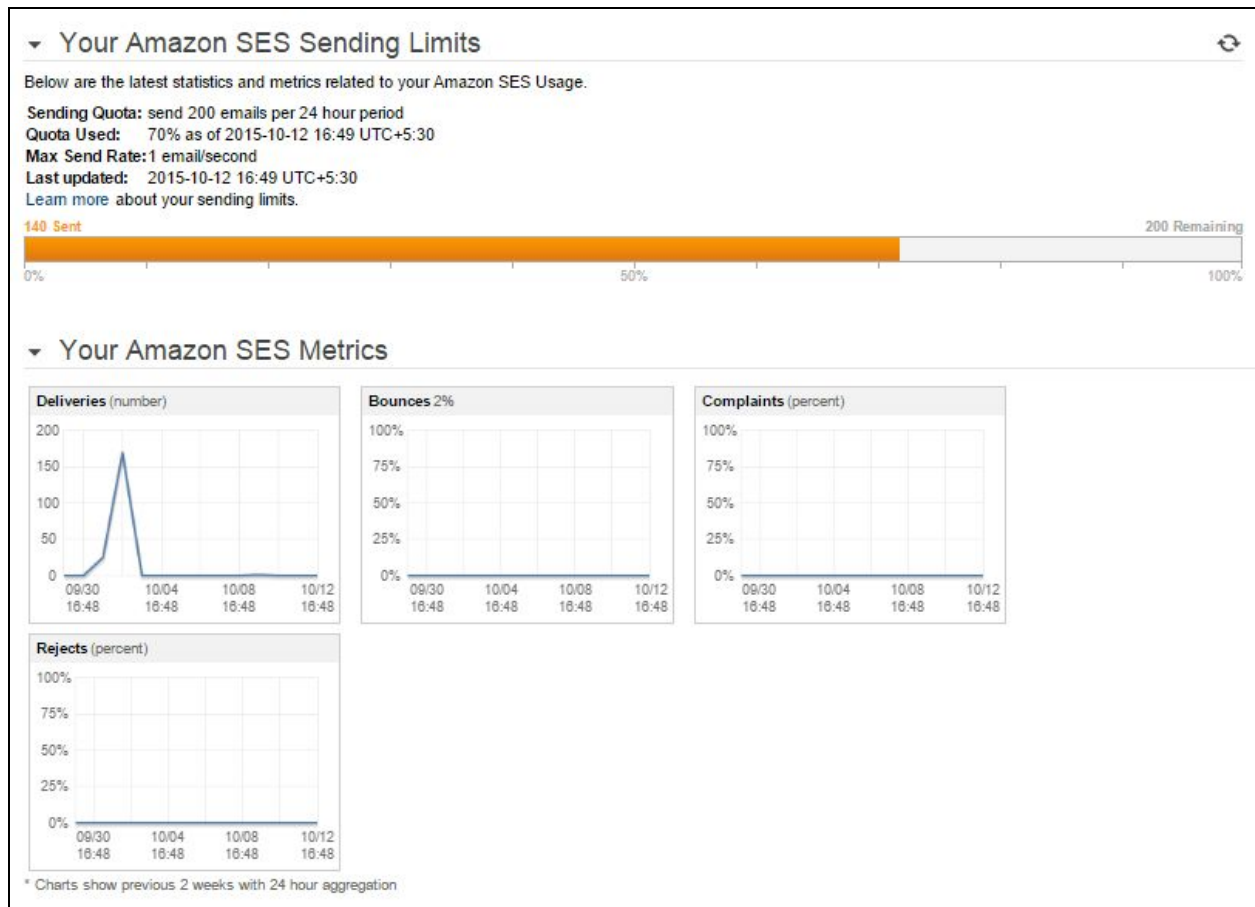 Your Amazon SES Sending Limits
Below are the latest statistics and metrics related to your Amazon SES Usage.
Sending Quota: send 200 emails per 24 hour period
Quota Used: 70% as of 2015-10-12 16:49 UTC+5:30
Max Send Rate: 1 email/second
Last updated: 2015-10-12 16:49 UTC+5:30
Learn more about your sending limits.
140 Sent 200 Remaining
0% 50% 100%
Your Amazon SES Metrics
Deliveries (number)
200
150
100
50
0
09/30 10/04 10/08 10/12
16:48 16:48 16:48 16:48
Bounces 2%
100%
75%
50%
25%
0%
09/30 10/04 10/08 10/12
16:48 16:48 16:48 16:48
Complaints (percent)
100%
75%
50%
25%
0%
09/30 10/04 10/08 10/12
16:48 16:48 16:48 16:48
Rejects (percent)
100%
75%
50%
25%
0%
09/30 10/04 10/08 10/12
16:48 16:48 16:48 16:48
* Charts show previous 2 weeks with 24 hour aggregation